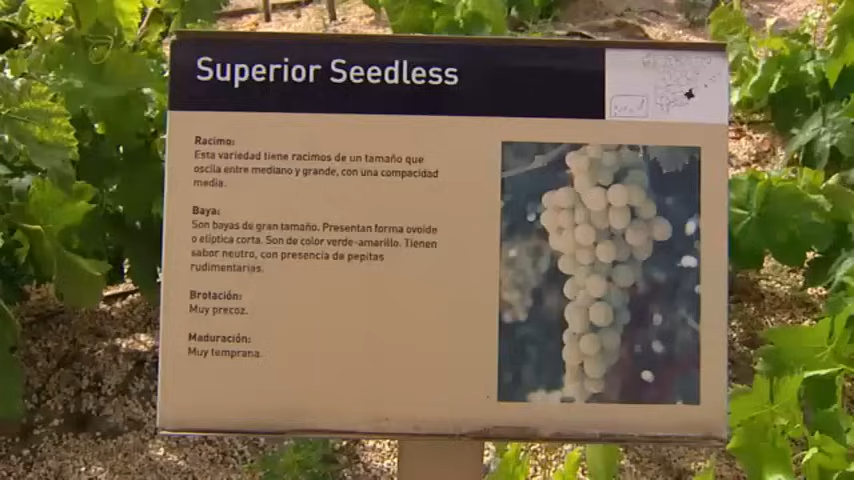 Superior Seedless
Racimo:
Esta variedad tiene racimos de un tamaño que
oscila entre mediano y grande, con una compacidad
media.
Baya:
Son bayas de gran tamaño. Presentan forma ovoide
o elíptica corta. Son de color verde-amarillo. Tienen
sabor neutro, con presencia de pepitas
rudimentarias.
Brotación:
Muy precoz.
Maduración:
Muy temprana.